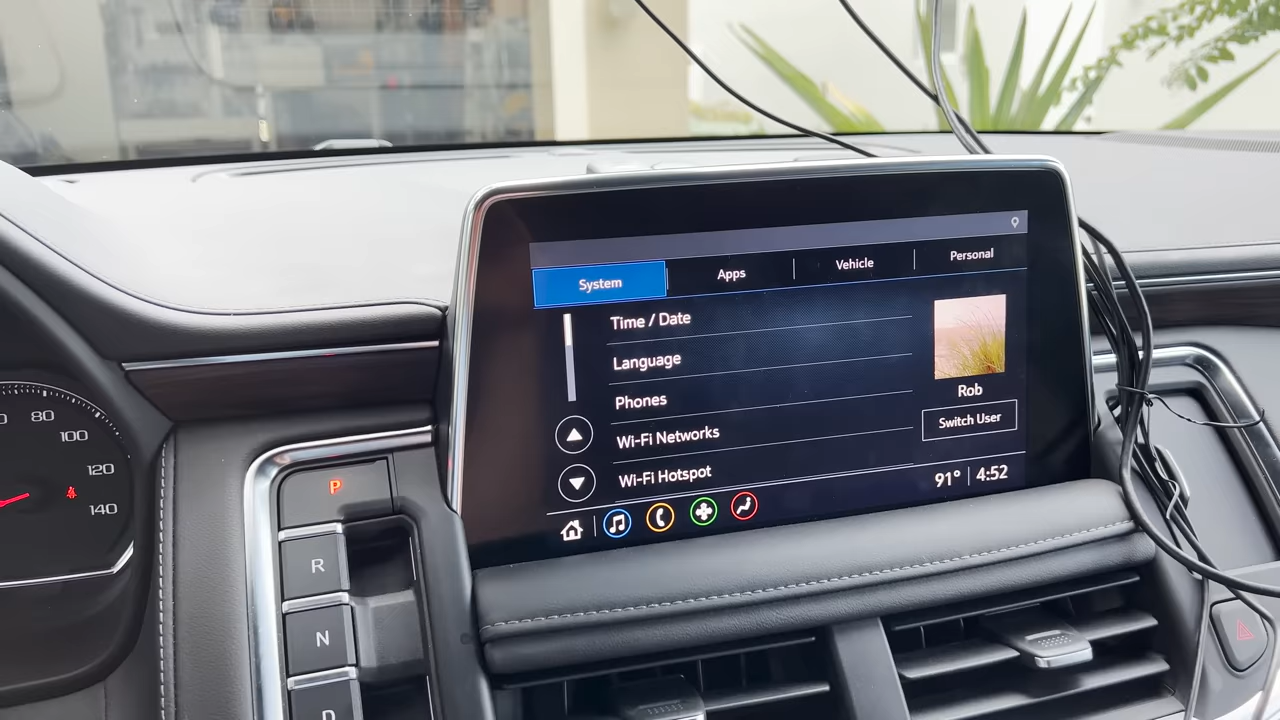 System
Apps
Vehicle
Personal
Time / Date
Language
Phones
Wi-Fi Networks
Wi-Fi Hotspot
Rob
Switch User
91° 4:52
80
100
120
140
P
R
N